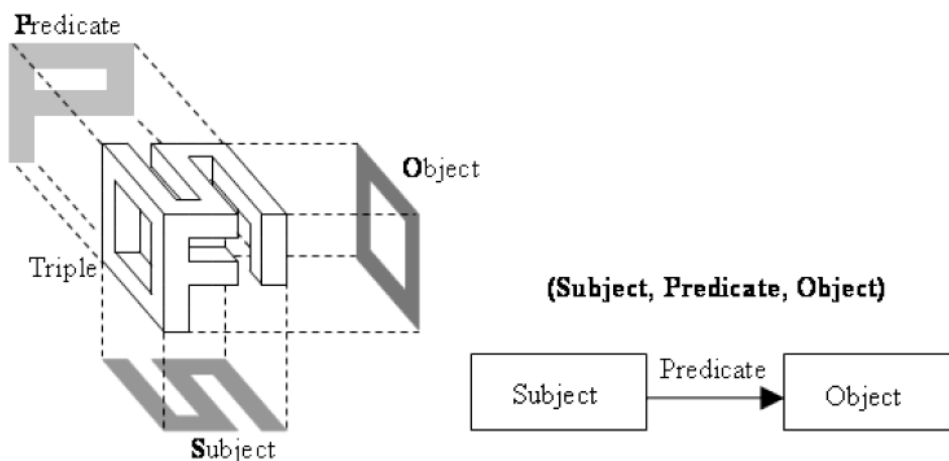 Predicate
Object
Triple
Subject
(Subject, Predicate, Object)
Subject
Predicate
Object